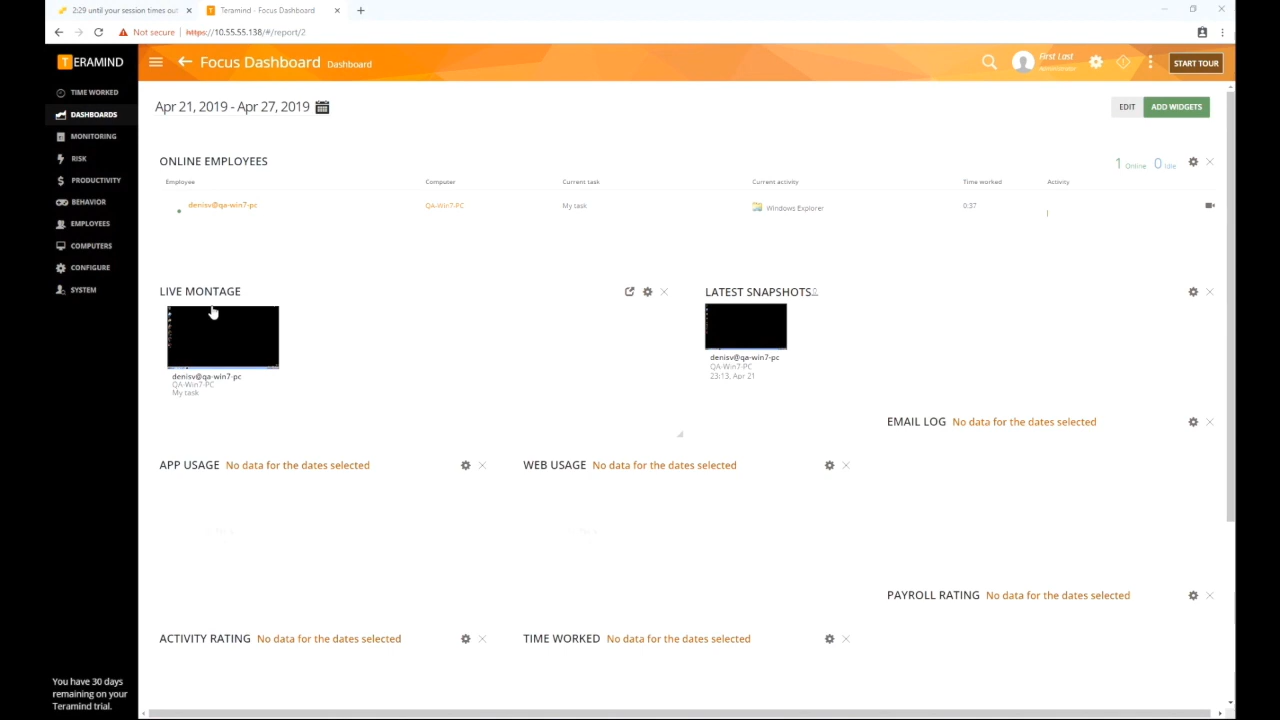 2:29 until your session times out
Teramind - Focus Dashboard
Not secure | https://10.55.55.138/#/report/2
TERAMIND
Focus Dashboard Dashboard
First Last
Administrator
START TOUR
TIME WORKED
DASHBOARDS
MONITORING
RISK
PRODUCTIVITY
BEHAVIOR
EMPLOYEES
COMPUTERS
CONFIGURE
SYSTEM
You have 30 days
remaining on your
Teramind trial.
Apr 21, 2019 - Apr 27, 2019
EDIT
ADD WIDGETS
ONLINE EMPLOYEES
1 Online 0 Idle
Employee Computer Current task Current activity Time worked Activity
denisv@qa-win7-pc QA-Win7-PC My task Windows Explorer 0:37
LIVE MONTAGE
denisv@qa-win7-pc
QA-Win7-PC
My task
LATEST SNAPSHOTS
denisv@qa-win7-pc
QA-Win7-PC
23:13, Apr 21
EMAIL LOG No data for the dates selected
APP USAGE No data for the dates selected
WEB USAGE No data for the dates selected
PAYROLL RATING No data for the dates selected
ACTIVITY RATING No data for the dates selected
TIME WORKED No data for the dates selected